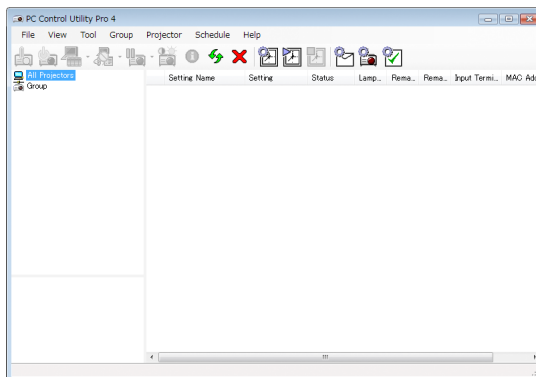 PC Control Utility Pro 4
File View Tool Group Projector Schedule Help
All Projectors
Group
Setting Name Setting Status Lamp... Rema... Rema... Input Termi... MAC Add